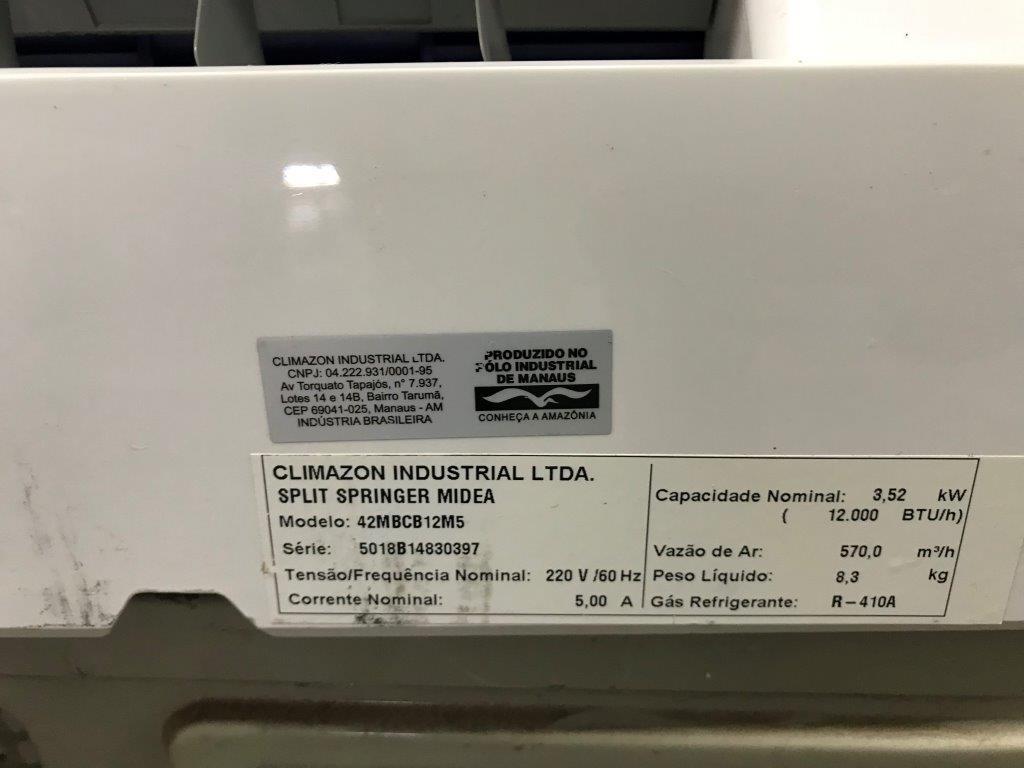 CLIMAZON INDUSTRIAL LTDA.
CNPJ: 04.222.931/0001-95
Av Torquato Tapajós, n° 7.937,
Lotes 14 e 14B, Bairro Tarumã,
CEP 69041-025, Manaus - AM
INDÚSTRIA BRASILEIRA
PRODUZIDO NO
PÓLO INDUSTRIAL
DE MANAUS
CONHEÇA A AMAZÔNIA
CLIMAZON INDUSTRIAL LTDA.
SPLIT SPRINGER MIDEA
Modelo: 42MBCB12M5
Série: 5018B14830397
Tensão/Frequência Nominal: 220 V /60 Hz
Corrente Nominal: 5,00 A
Capacidade Nominal: 3,52 kW
( 12.000 BTU/h)
Vazão de Ar: 570,0 m³/h
Peso Líquido: 8,3 kg
Gás Refrigerante: R-410A